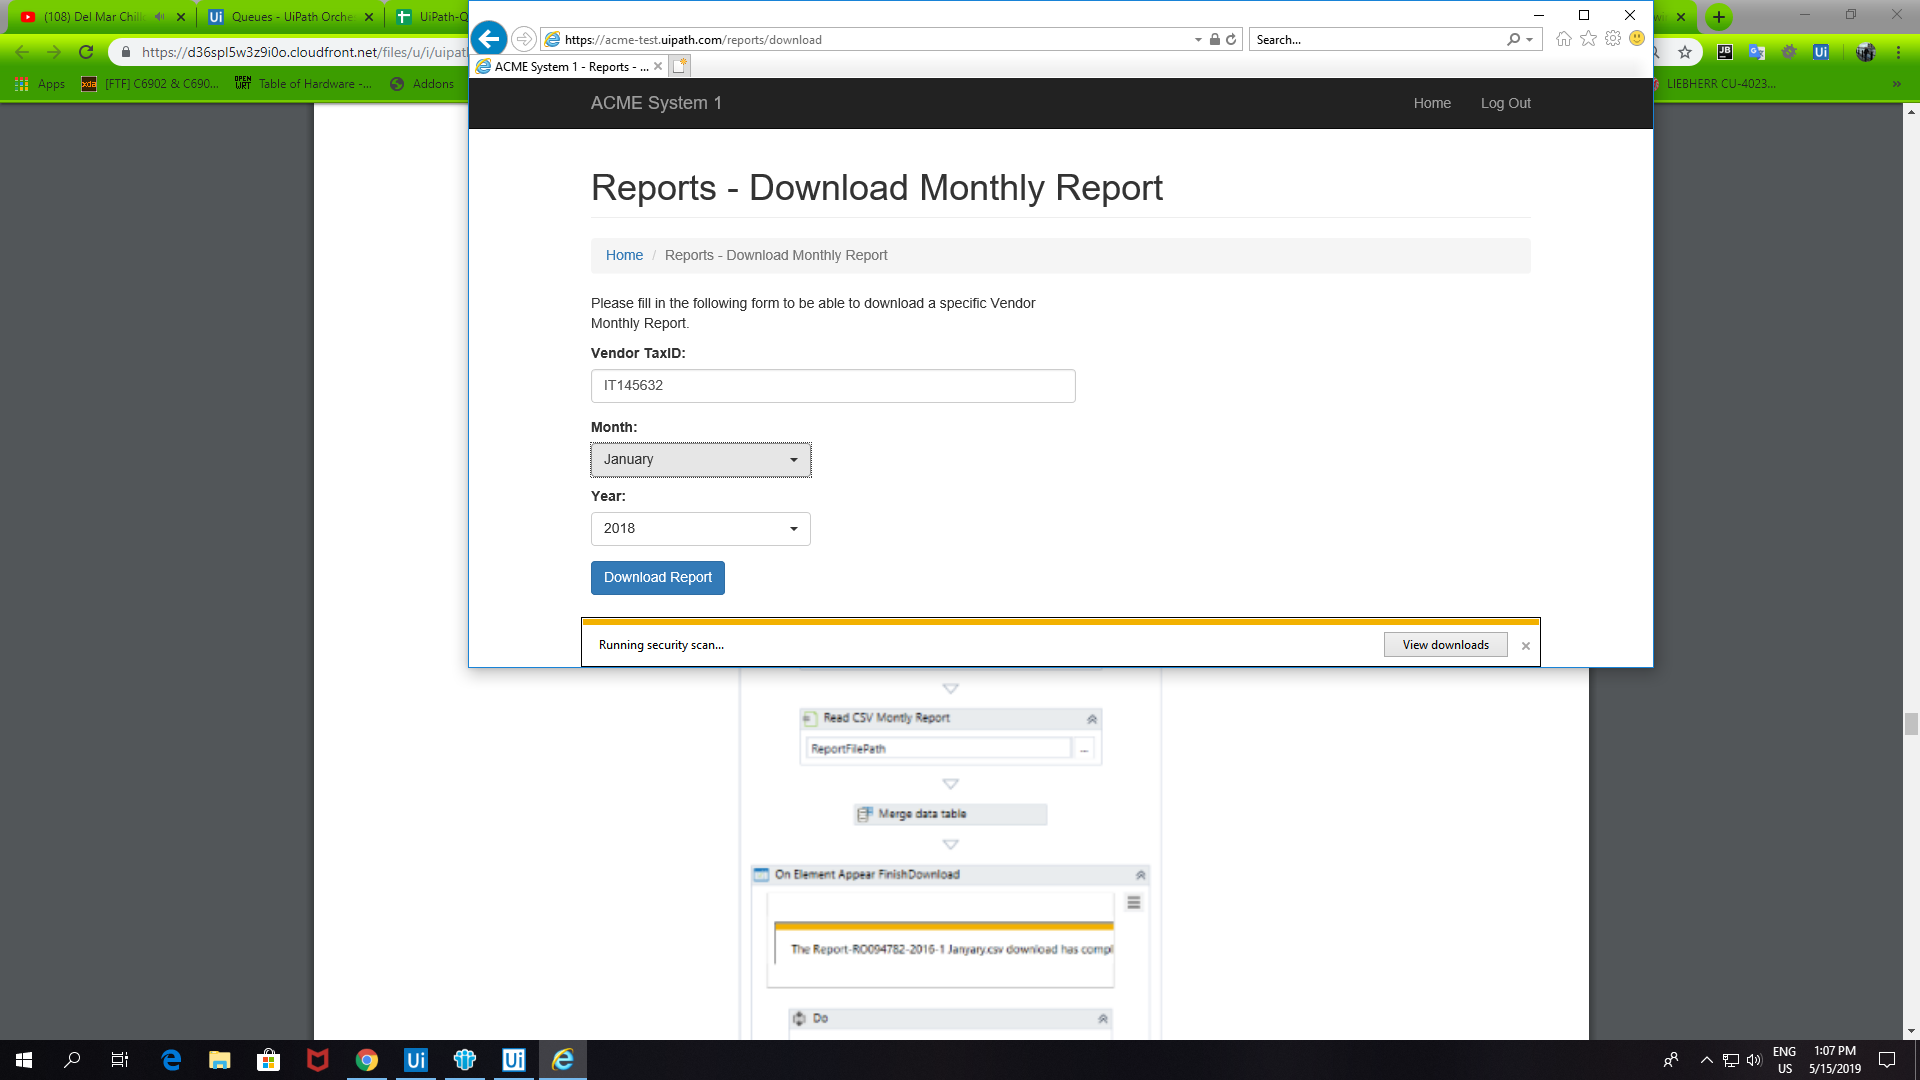 (108) Del Mar Chill
Queues - UiPath Orche
UiPath-Q
https://d36spl5w3z9i0o.cloudfront.net/files/u/i/uipat
Apps
[FTF] C6902 & C690...
Table of Hardware -...
Addons
LIEBHERR CU-4023...
https://acme-test.uipath.com/reports/download
Search...
ACME System 1 - Reports - ...
ACME System 1
Home
Log Out
Reports - Download Monthly Report
Home / Reports - Download Monthly Report
Please fill in the following form to be able to download a specific Vendor
Monthly Report.
Vendor TaxID:
IT145632
Month:
January
Year:
2018
Download Report
Running security scan...
View downloads
Read CSV Montly Report
ReportFilePath
...
Merge data table
On Element Appear FinishDownload
The Report-RO094782-2016-1 Janyary.csv download has compl
Do
ENG
US
1:07 PM
5/15/2019